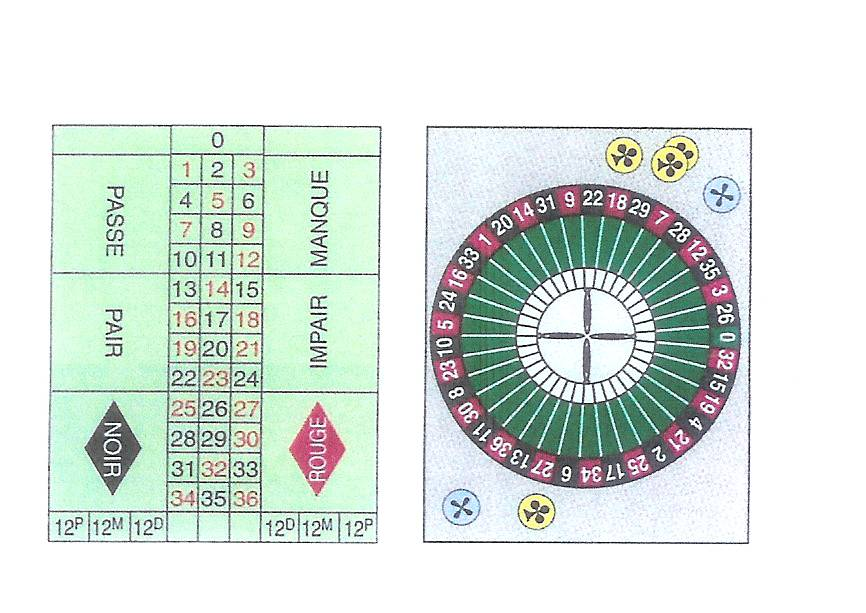 0
1 2 3
4 5 6
7 8 9
10 11 12
13 14 15
16 17 18
19 20 21
22 23 24
25 26 27
28 29 30
31 32 33
34 35 36
PASSE
PAIR
NOIR
MANQUE
IMPAIR
ROUGE
12P 12M 12D
12D 12M 12P
22 18 29 7 28 12 35 3 26 0 32 15 19 4 21 2 25 17 34 6 27 13 36 11 30 8 23 10 5 24 16 33 1 20 14 31 9